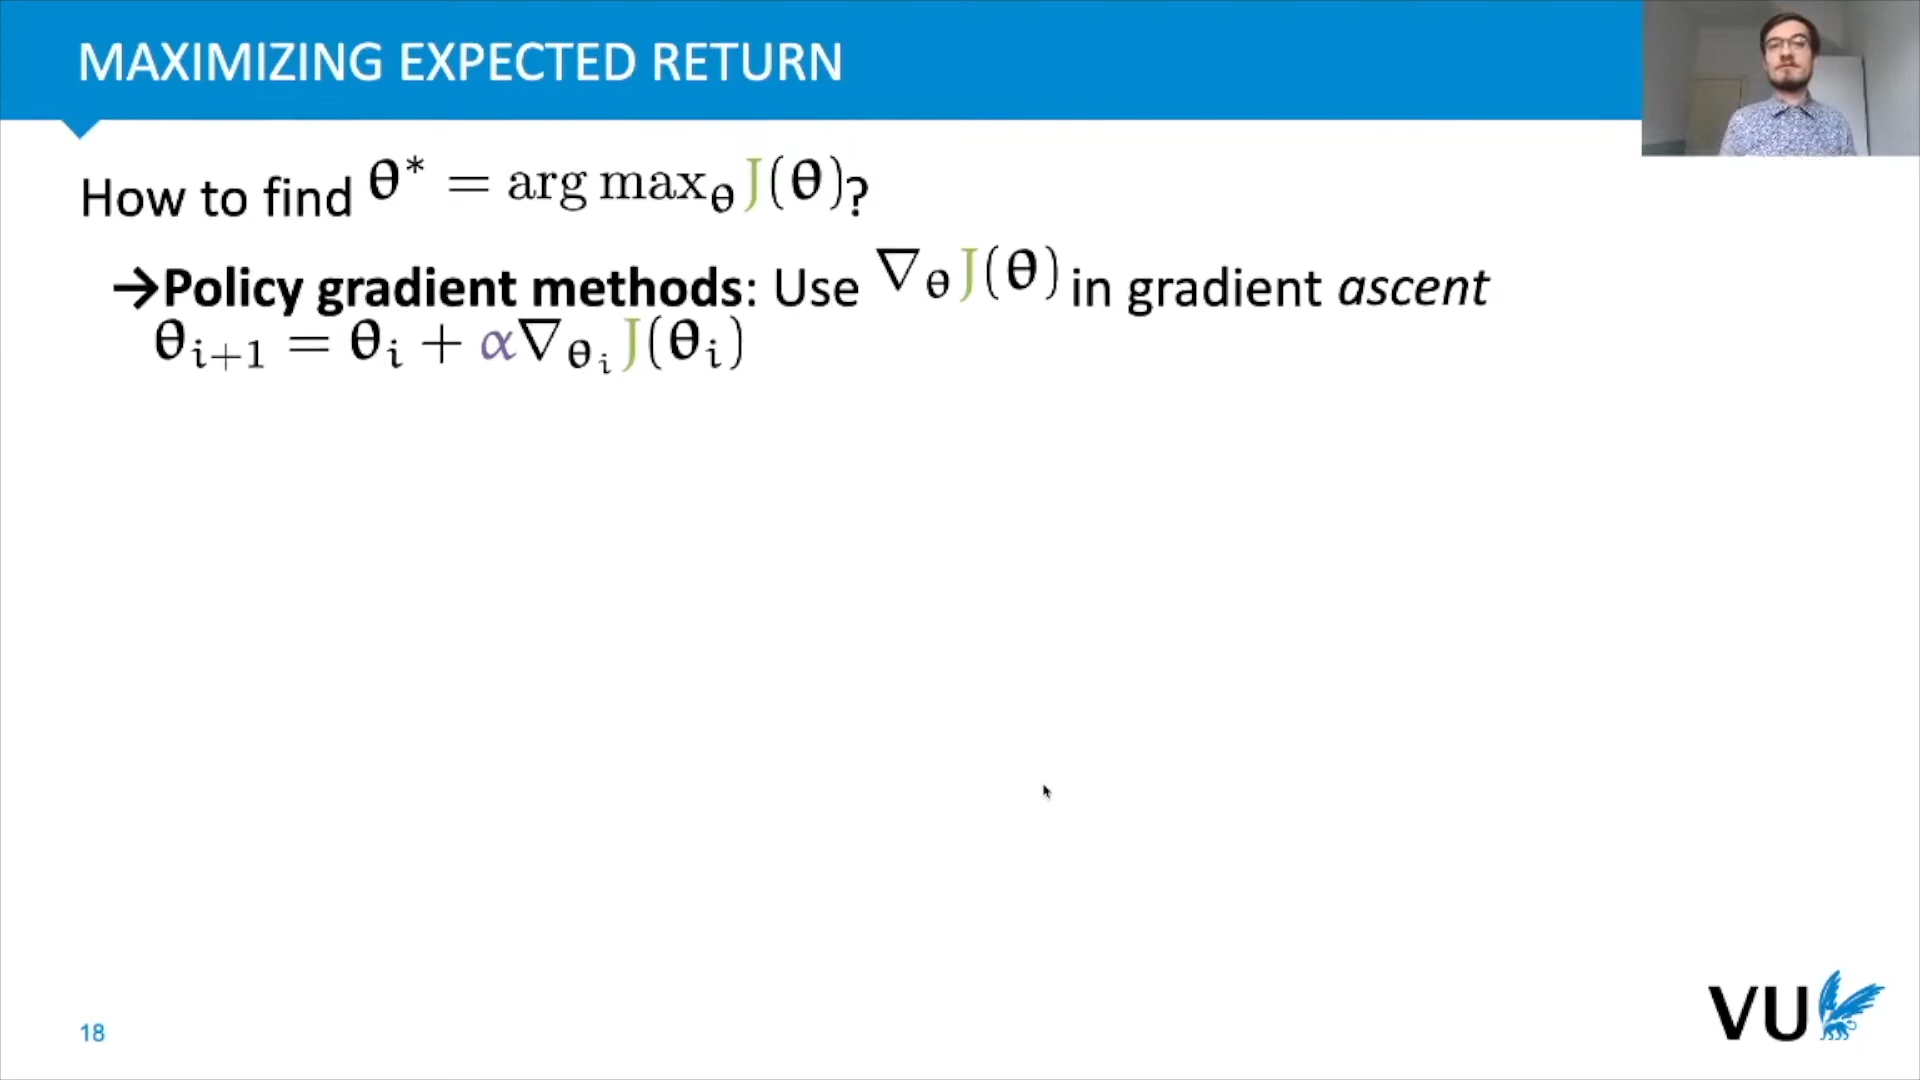 MAXIMIZING EXPECTED RETURN
How to find θ* = arg max_θ J(θ)?
→Policy gradient methods: Use ∇_θ J(θ) in gradient ascent
θ_{i+1} = θ_i + α∇_{θ_i} J(θ_i)
18
VU